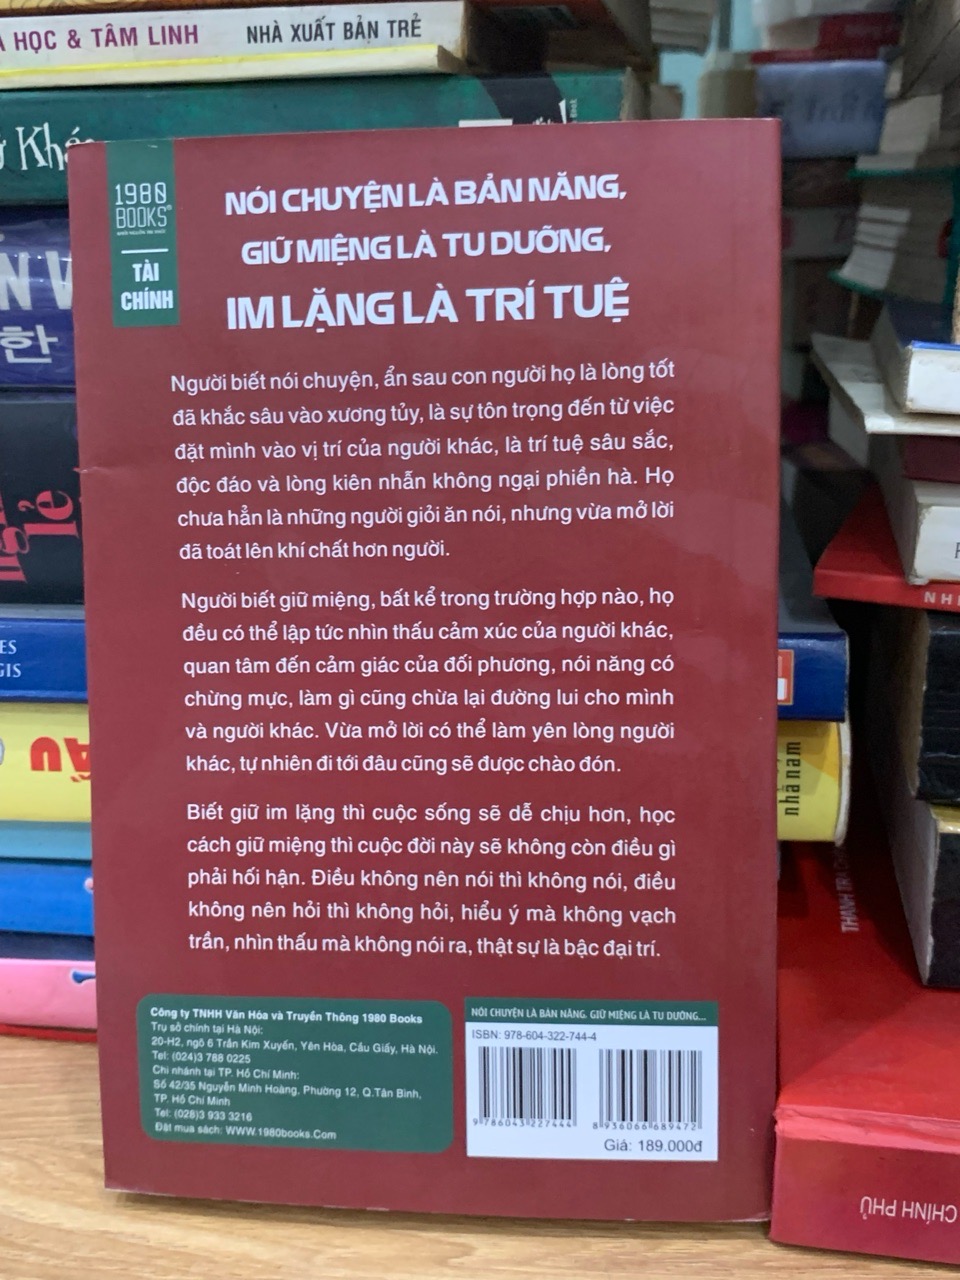 HỌC & TÂM LINH NHÀ XUẤT BẢN TRẺ
1980
BOOKS®
TÀI
CHÍNH
NÓI CHUYỆN LÀ BẢN NĂNG,
GIỮ MIỆNG LÀ TU DƯỠNG,
IM LẶNG LÀ TRÍ TUỆ
Người biết nói chuyện, ẩn sau con người họ là lòng tốt
đã khắc sâu vào xương tủy, là sự tôn trọng đến từ việc
đặt mình vào vị trí của người khác, là trí tuệ sâu sắc,
độc đáo và lòng kiên nhẫn không ngại phiền hà. Họ
chưa hẳn là những người giỏi ăn nói, nhưng vừa mở lời
đã toát lên khí chất hơn người.
Người biết giữ miệng, bất kể trong trường hợp nào, họ
đều có thể lập tức nhìn thấu cảm xúc của người khác,
quan tâm đến cảm giác của đối phương, nói năng có
chừng mực, làm gì cũng chừa lại đường lui cho mình
và người khác. Vừa mở lời có thể làm yên lòng người
khác, tự nhiên đi tới đâu cũng sẽ được chào đón.
Biết giữ im lặng thì cuộc sống sẽ dễ chịu hơn, học
cách giữ miệng thì cuộc đời này sẽ không còn điều gì
phải hối hận. Điều không nên nói thì không nói, điều
không nên hỏi thì không hỏi, hiểu ý mà không vạch
trần, nhìn thấu mà không nói ra, thật sự là bậc đại trí.
Công ty TNHH Văn Hóa và Truyền Thông 1980 Books
Trụ sở chính tại Hà Nội:
20-H2, ngõ 6 Trần Kim Xuyến, Yên Hòa, Cầu Giấy, Hà Nội.
Tel: (024)3 788 0225
Chi nhánh tại TP. Hồ Chí Minh:
Số 42/35 Nguyễn Minh Hoàng, Phường 12, Q.Tân Bình,
TP. Hồ Chí Minh
Tel: (028)3 933 3216
Đặt mua sách: WWW.1980books.Com
NÓI CHUYỆN LÀ BẢN NĂNG, GIỮ MIỆNG LÀ TU DƯỠNG...
ISBN: 978-604-322-744-4
9 786043 227444
8 936066 689472
Giá: 189.000đ
한
nhã nam
CHÍNH PHỦ